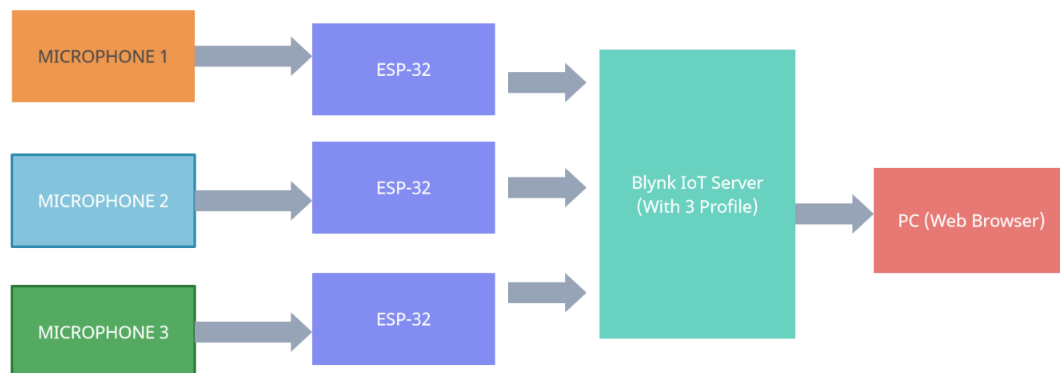 MICROPHONE 1
ESP-32
MICROPHONE 2
ESP-32
Blynk IoT Server
(With 3 Profile)
PC (Web Browser)
MICROPHONE 3
ESP-32